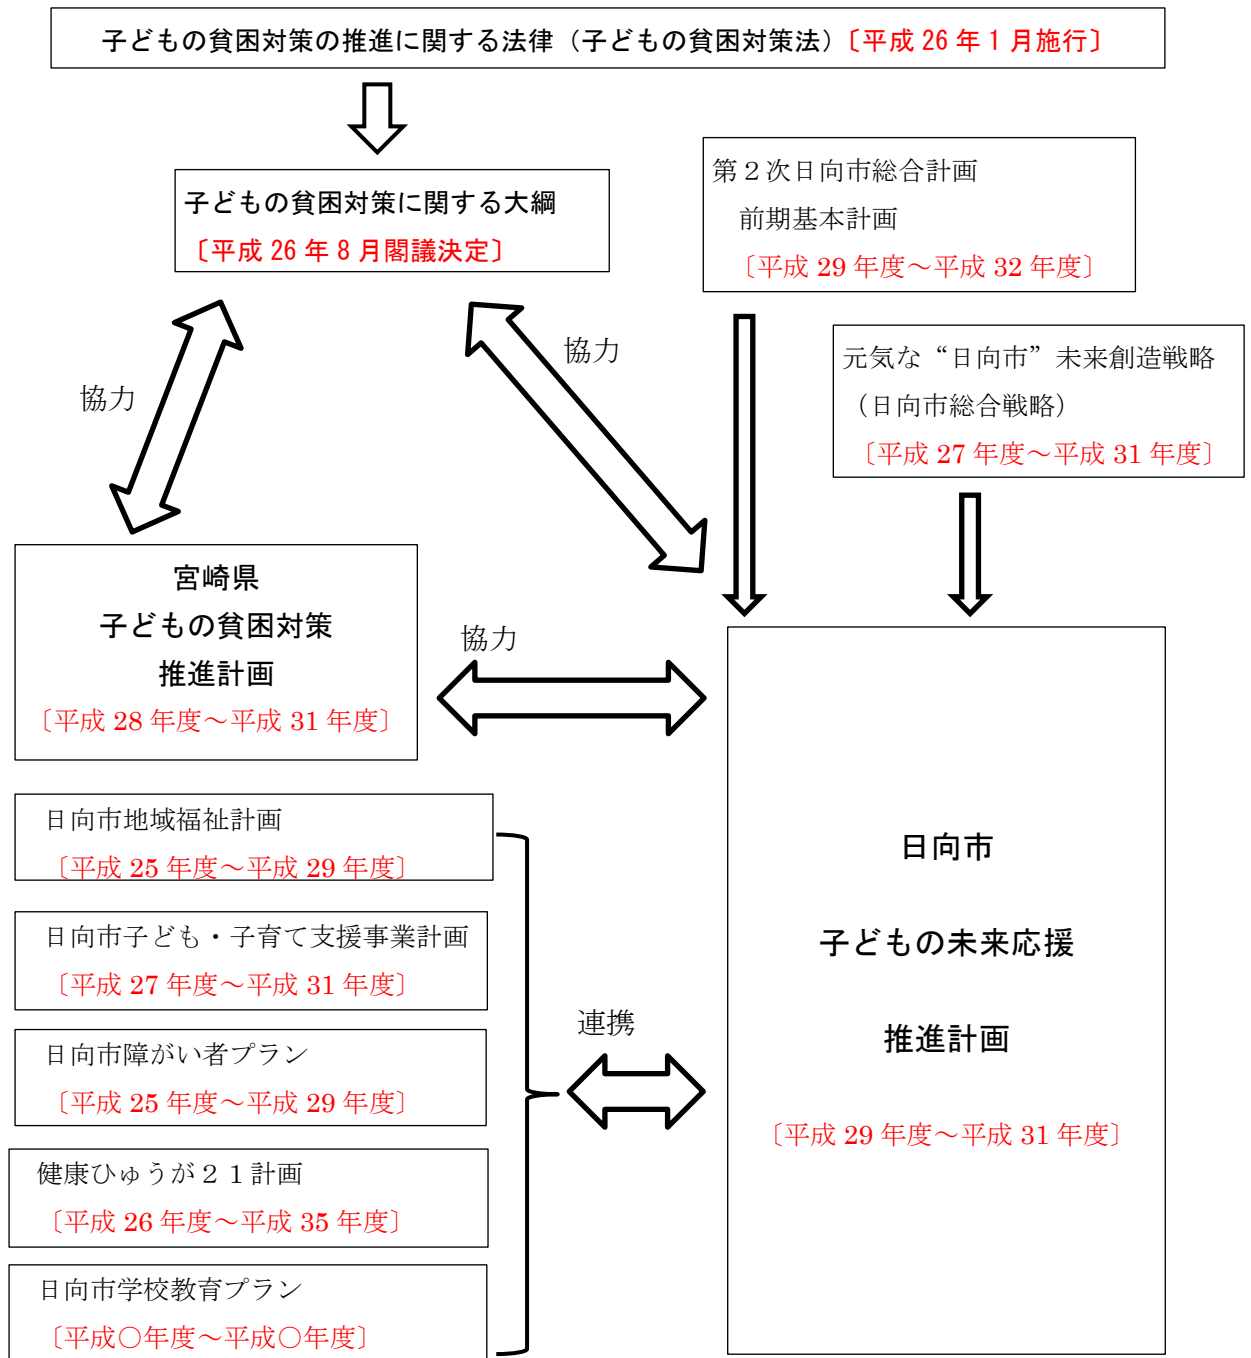 子どもの貧困対策の推進に関する法律（子どもの貧困対策法）〔平成 26 年 1 月施行〕
子どもの貧困対策に関する大綱
〔平成 26 年 8 月閣議決定〕
第２次日向市総合計画
前期基本計画
〔平成 29 年度～平成 32 年度〕
元気な“日向市”未来創造戦略
（日向市総合戦略）
〔平成 27 年度～平成 31 年度〕
協力
協力
宮崎県
子どもの貧困対策
推進計画
〔平成 28 年度～平成 31 年度〕
協力
日向市地域福祉計画
〔平成 25 年度～平成 29 年度〕
日向市子ども・子育て支援事業計画
〔平成 27 年度～平成 31 年度〕
日向市障がい者プラン
〔平成 25 年度～平成 29 年度〕
健康ひゅうが２１計画
〔平成 26 年度～平成 35 年度〕
日向市学校教育プラン
〔平成〇年度～平成〇年度〕
連携
日向市
子どもの未来応援
推進計画
〔平成 29 年度～平成 31 年度〕